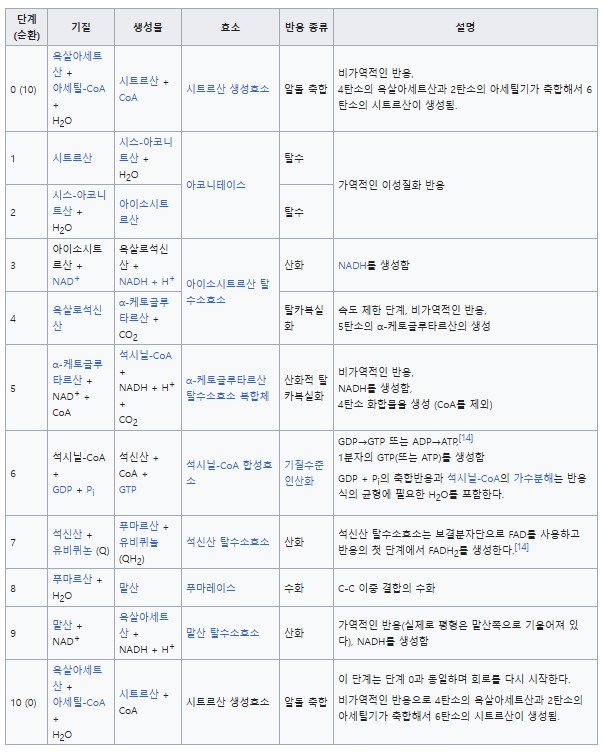 단계
(순환)
기질
생성물
효소
반응 종류
설명
0 (10)
옥살아세트
산 +
아세틸-CoA
+
H₂O
시트르산 +
CoA
시트르산 생성효소
알돌 축합
비가역적인 반응,
4탄소의 옥살아세트산과 2탄소의 아세틸기가 축합해서 6
탄소의 시트르산이 생성됨.
1
시트르산
시스-아코니
트산 +
H₂O
아코니테이스
탈수
가역적인 이성질화 반응
2
시스-아코니
트산 +
H₂O
아이소시트
르산
탈수
3
아이소시트
르산 +
NAD⁺
옥살로석신
산 +
NADH + H⁺
아이소시트르산 탈
수소효소
산화
NADH를 생성함
4
옥살로석신
산
α-케토글루
타르산 +
CO₂
탈카복실
화
속도 제한 단계, 비가역적인 반응,
5탄소의 α-케토글루타르산의 생성
5
α-케토글루
타르산 +
NAD⁺ +
CoA
석시닐-CoA
+
NADH + H⁺
+
CO₂
α-케토글루타르산
탈수소효소 복합체
산화적 탈
카복실화
비가역적인 반응,
NADH를 생성함,
4탄소 화합물을 생성 (CoA를 제외)
6
석시닐-CoA
+
GDP + Pᵢ
석신산 +
CoA +
GTP
석시닐-CoA 합성효
소
기질수준
인산화
GDP→GTP 또는 ADP→ATP,[14]
1분자의 GTP(또는 ATP)를 생성함
GDP + Pᵢ의 축합반응과 석시닐-CoA의 가수분해는 반응
식의 균형에 필요한 H₂O를 포함한다.
7
석신산 +
유비퀴논 (Q)
푸마르산 +
유비퀴놀
(QH₂)
석신산 탈수소효소
산화
석신산 탈수소효소는 보결분자단으로 FAD를 사용하고
반응의 첫 단계에서 FADH₂를 생성한다.[14]
8
푸마르산 +
H₂O
말산
푸마레이스
수화
C-C 이중 결합의 수화
9
말산 +
NAD⁺
옥살아세트
산 +
NADH + H⁺
말산 탈수소효소
산화
가역적인 반응(실제로 평형은 말산쪽으로 기울어져 있
다), NADH를 생성함
10 (0)
옥살아세트
산 +
아세틸-CoA
+
H₂O
시트르산 +
CoA
시트르산 생성효소
알돌 축합
이 단계는 단계 0과 동일하며 회로를 다시 시작한다.
비가역적인 반응으로 4탄소의 옥살아세트산과 2탄소의
아세틸기가 축합해서 6탄소의 시트르산이 생성됨.